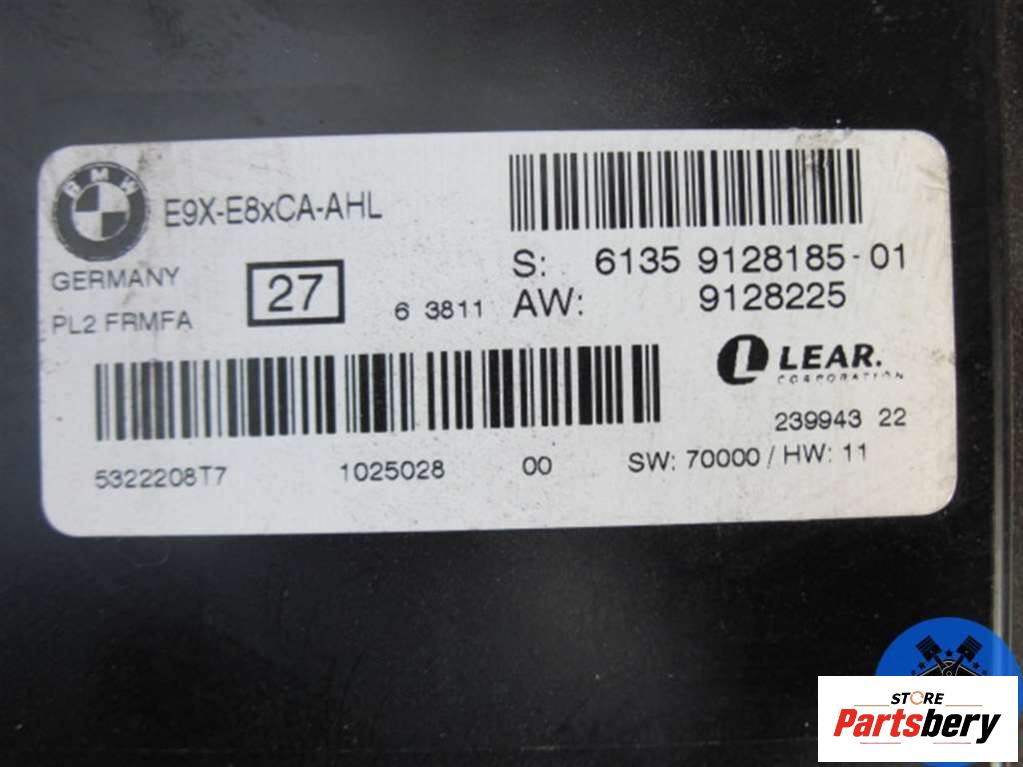 BMW
E9X-E8xCA-AHL
GERMANY
PL2 FRMFA
27
6 3811
S: 6135 9128185-01
AW: 9128225
LEAR.
CORPORATION
239943 22
5322208T7 1025028 00 SW: 70000 / HW: 11
STORE
Partsbery